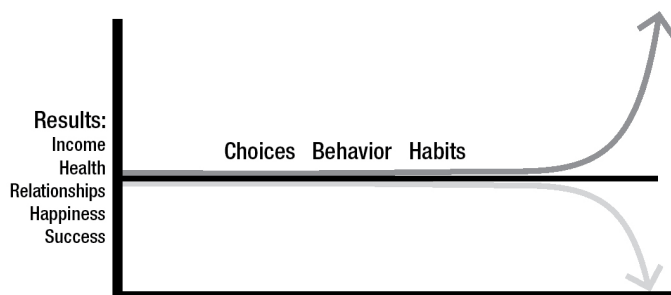 Results:
Income
Health
Relationships
Happiness
Success
Choices Behavior Habits